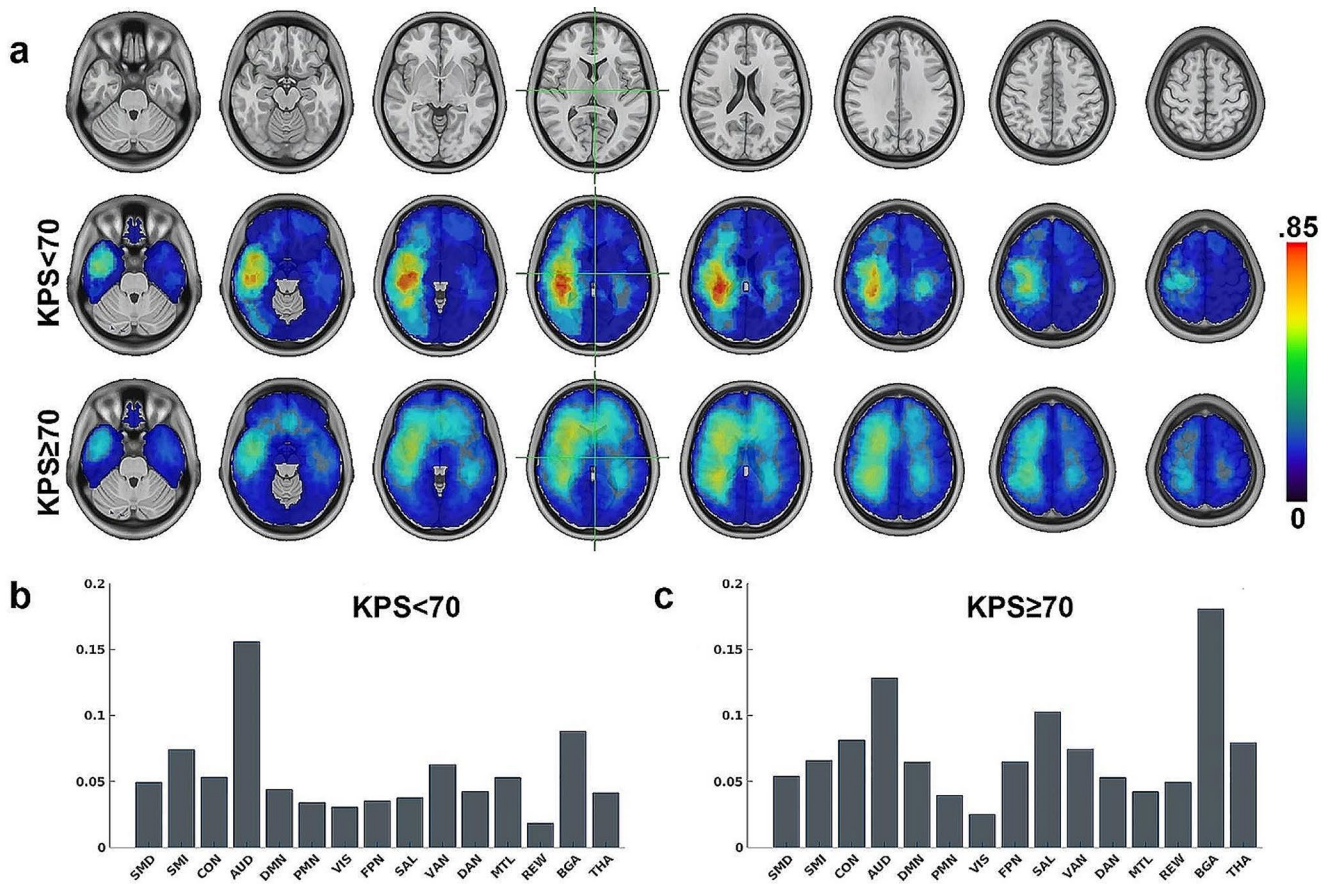 a
KPS<70
KPS≥70
.85
0
b
KPS<70
0.2
0.15
0.1
0.05
0
SMD SMI CON AUD DMN PMN VIS FPN SAL VAN DAN MTL REW BGA THA
c
KPS≥70
0.2
0.15
0.1
0.05
0
SMD SMI CON AUD DMN PMN VIS FPN SAL VAN DAN MTL REW BGA THA